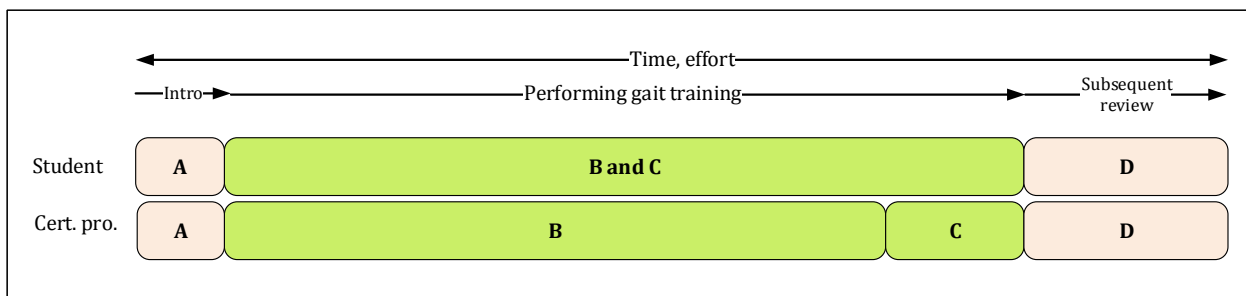 Time, effort
Intro
Performing gait training
Subsequent
review
Student
A
B and C
D
Cert. pro.
A
B
C
D